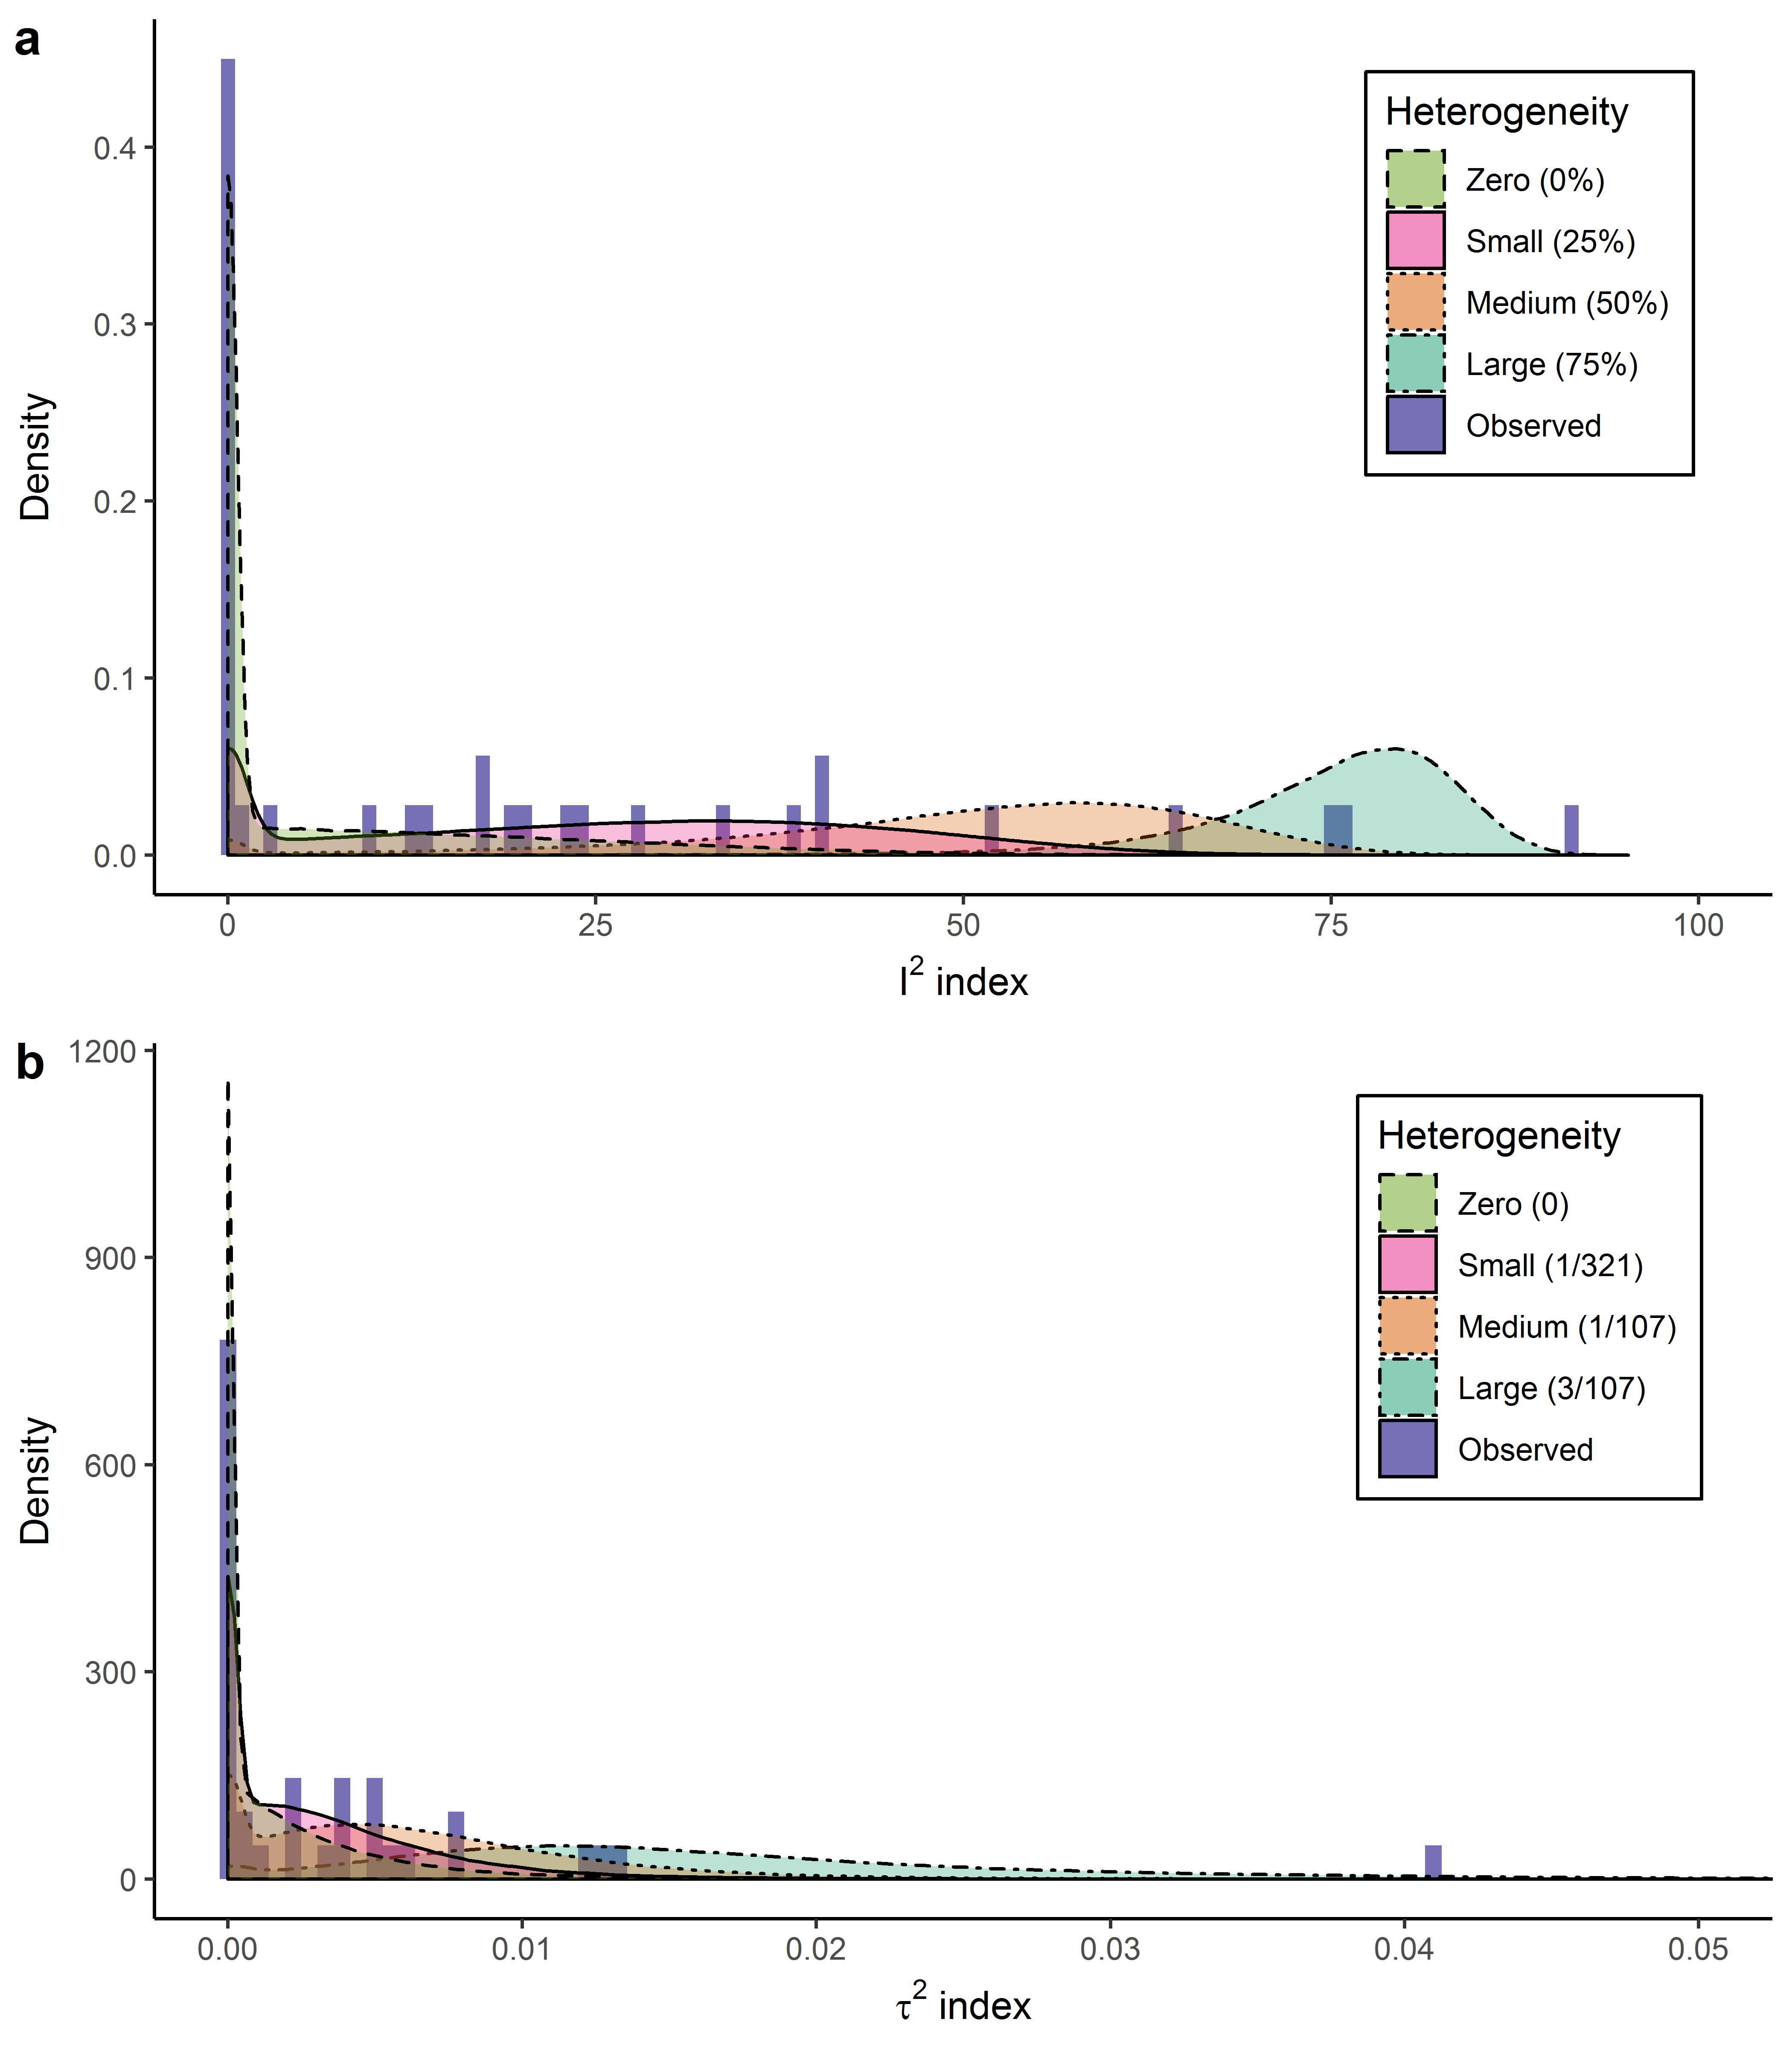 a
Density
0.4
0.3
0.2
0.1
0.0
0 25 50 75 100
I² index
Heterogeneity
Zero (0%)
Small (25%)
Medium (50%)
Large (75%)
Observed
b
Density
1200
900
600
300
0
0.00 0.01 0.02 0.03 0.04 0.05
τ² index
Heterogeneity
Zero (0)
Small (1/321)
Medium (1/107)
Large (3/107)
Observed